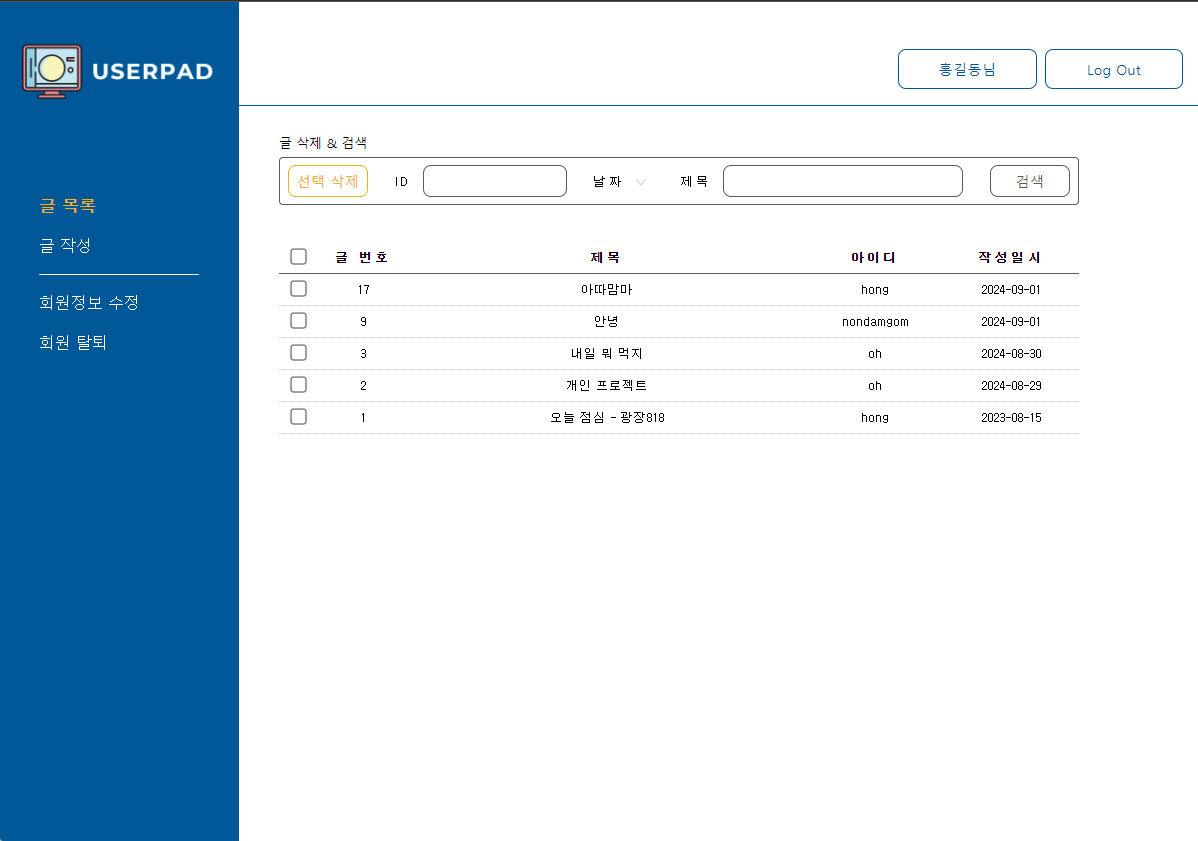 USERPAD
홍길동님 Log Out
글 목록
글 작성
회원정보 수정
회원 탈퇴
글 삭제 & 검색
선택 삭제 ID 날짜 제목 검색
글 번호 제목 아이디 작성일시
17 아따맘마 hong 2024-09-01
9 안녕 nondamgom 2024-09-01
3 내일 뭐 먹지 oh 2024-08-30
2 개인 프로젝트 oh 2024-08-29
1 오늘 점심 - 광장818 hong 2023-08-15